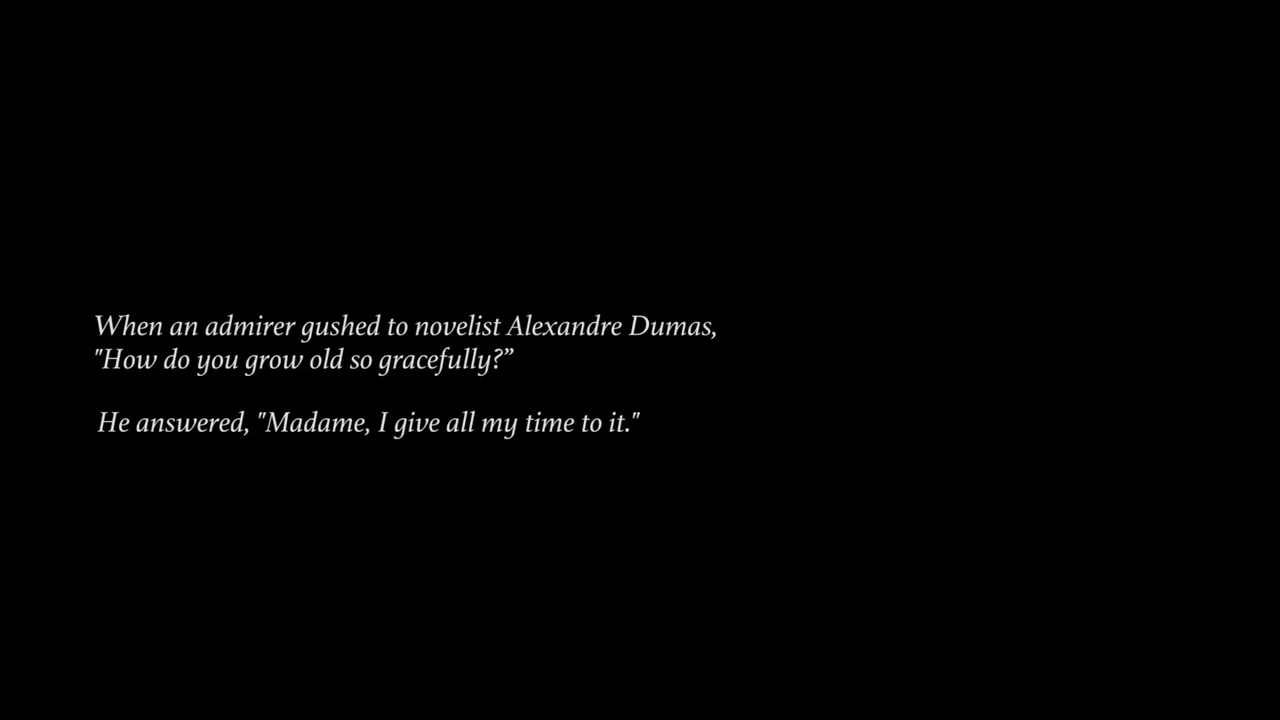 When an admirer gushed to novelist Alexandre Dumas,
"How do you grow old so gracefully?”
He answered, "Madame, I give all my time to it."